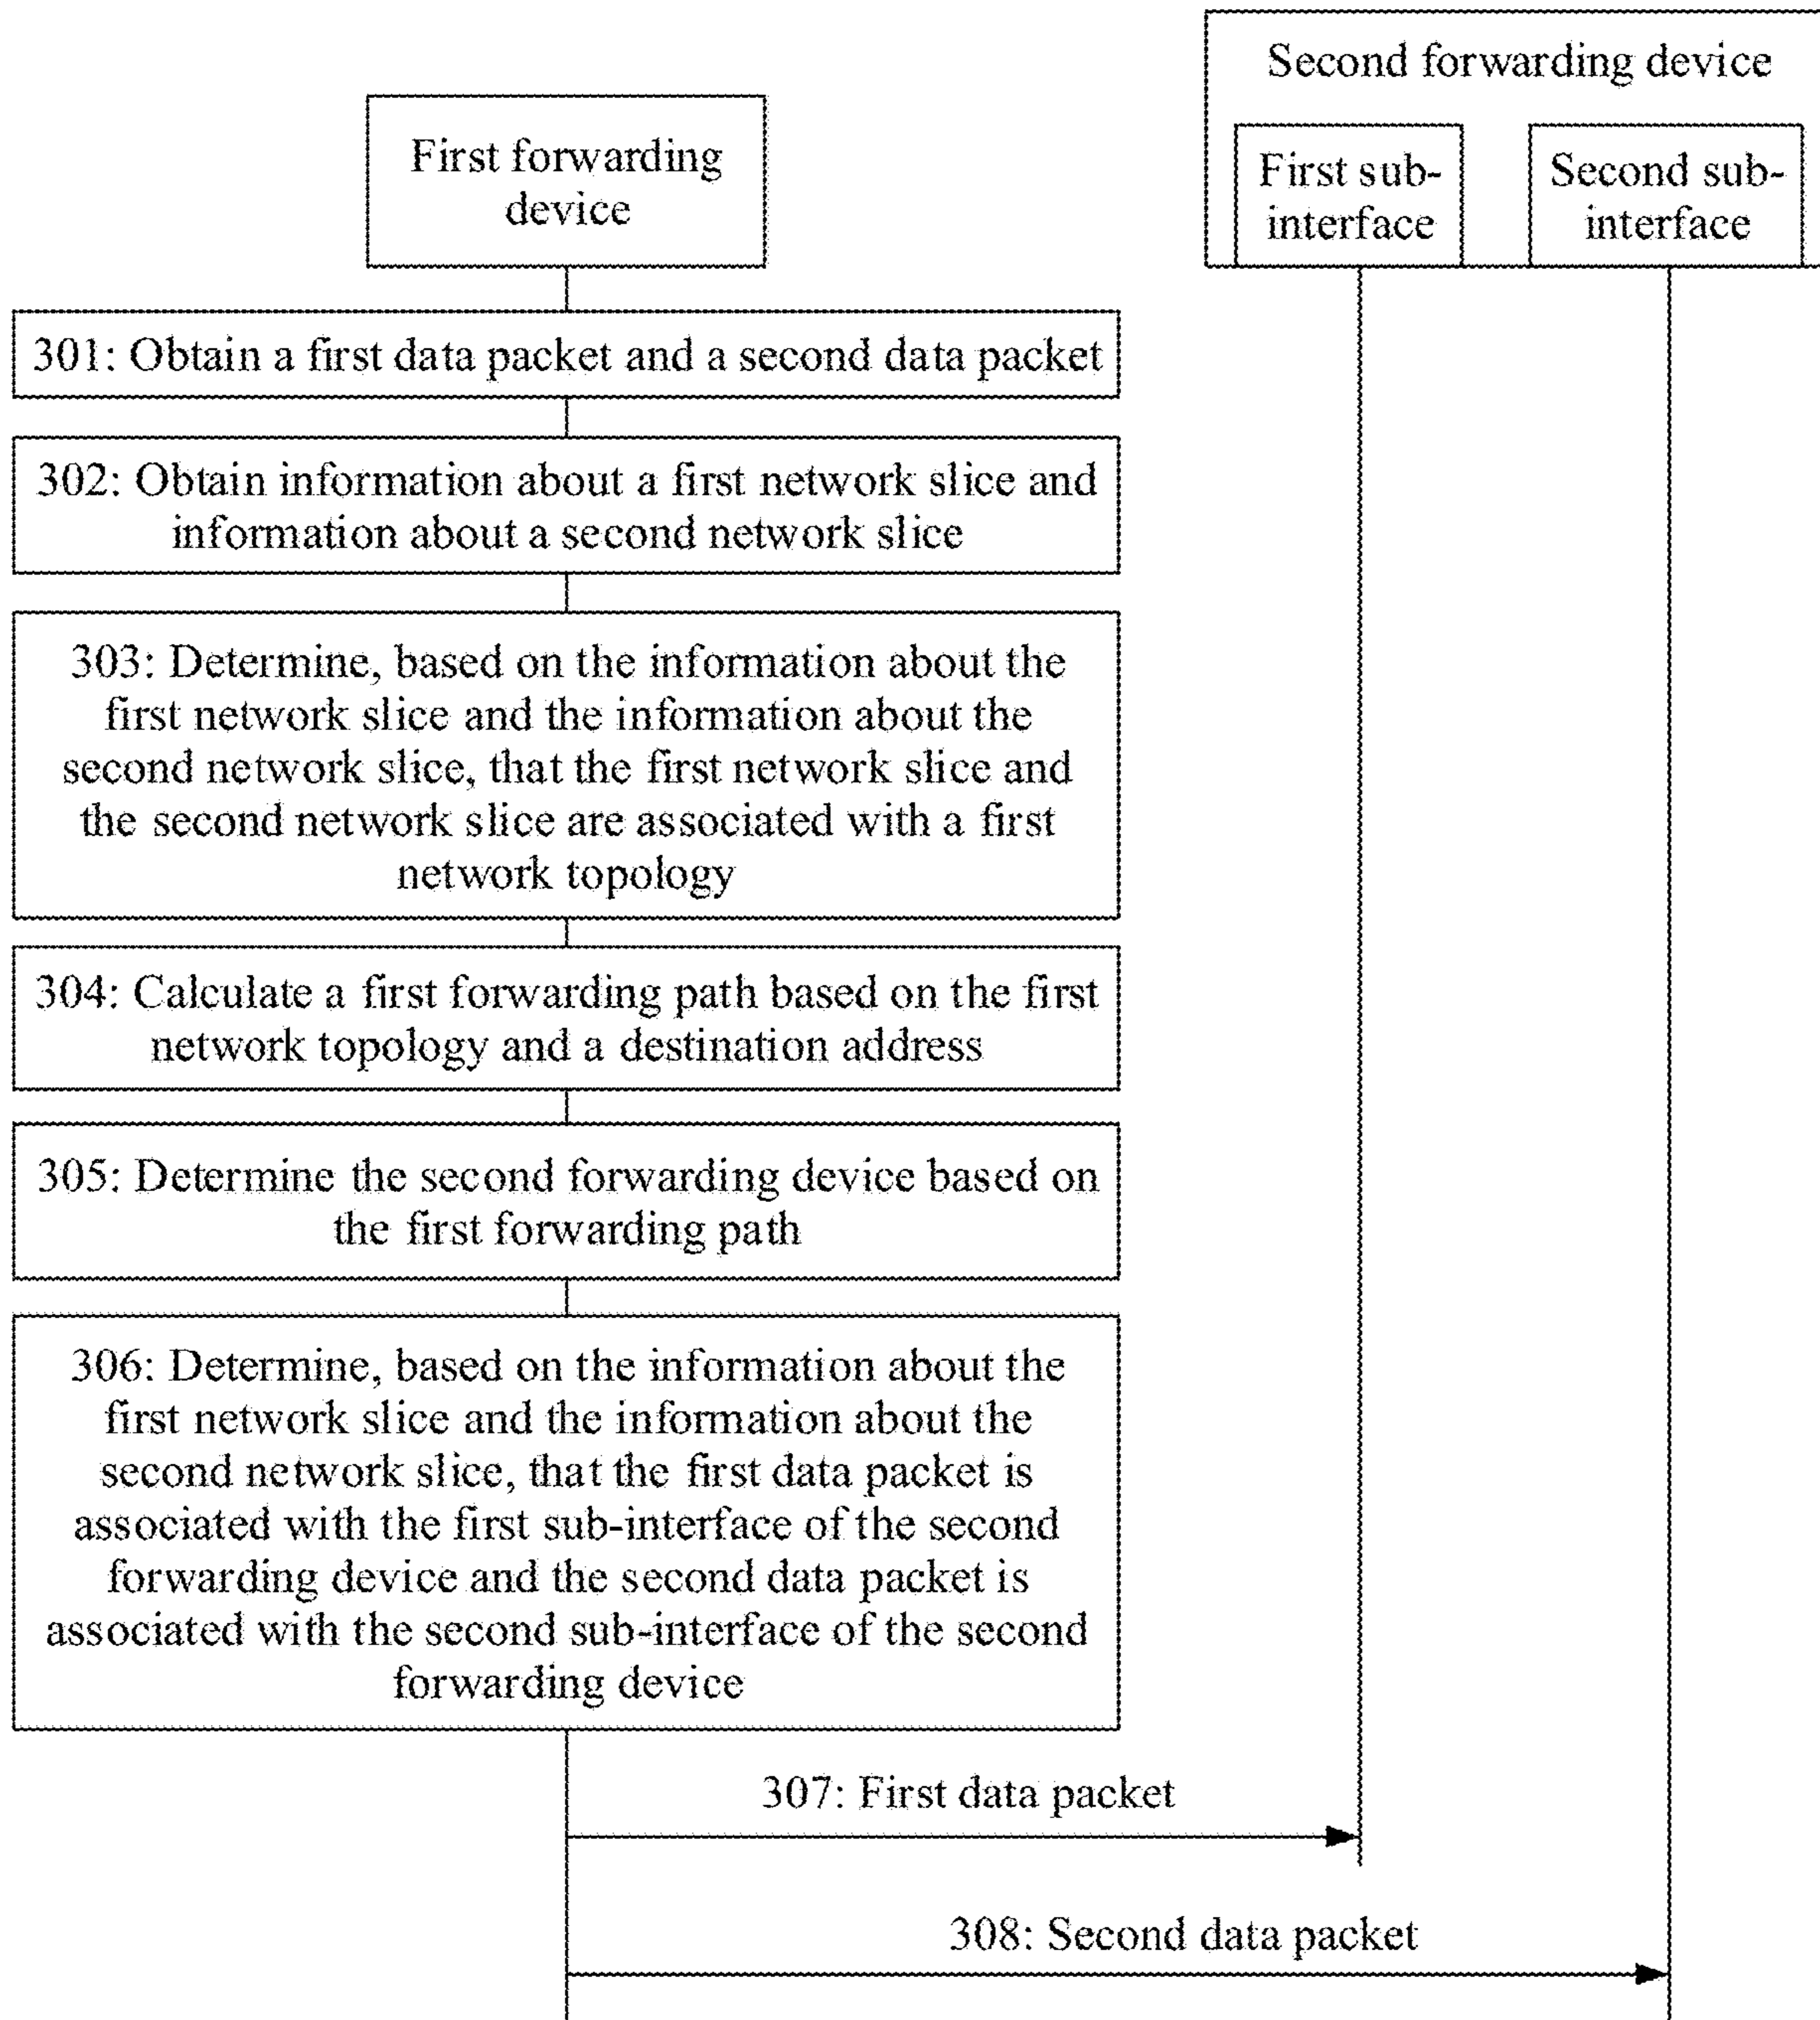 Second forwarding device
First forwarding
device
First sub-
interface
Second sub-
interface
301: Obtain a first data packet and a second data packet
302: Obtain information about a first network slice and
information about a second network slice
303: Determine, based on the information about the
first network slice and the information about the
second network slice, that the first network slice and
the second network slice are associated with a first
network topology
304: Calculate a first forwarding path based on the first
network topology and a destination address
305: Determine the second forwarding device based on
the first forwarding path
306: Determine, based on the information about the
first network slice and the information about the
second network slice, that the first data packet is
associated with the first sub-interface of the second
forwarding device and the second data packet is
associated with the second sub-interface of the second
forwarding device
307: First data packet
308: Second data packet